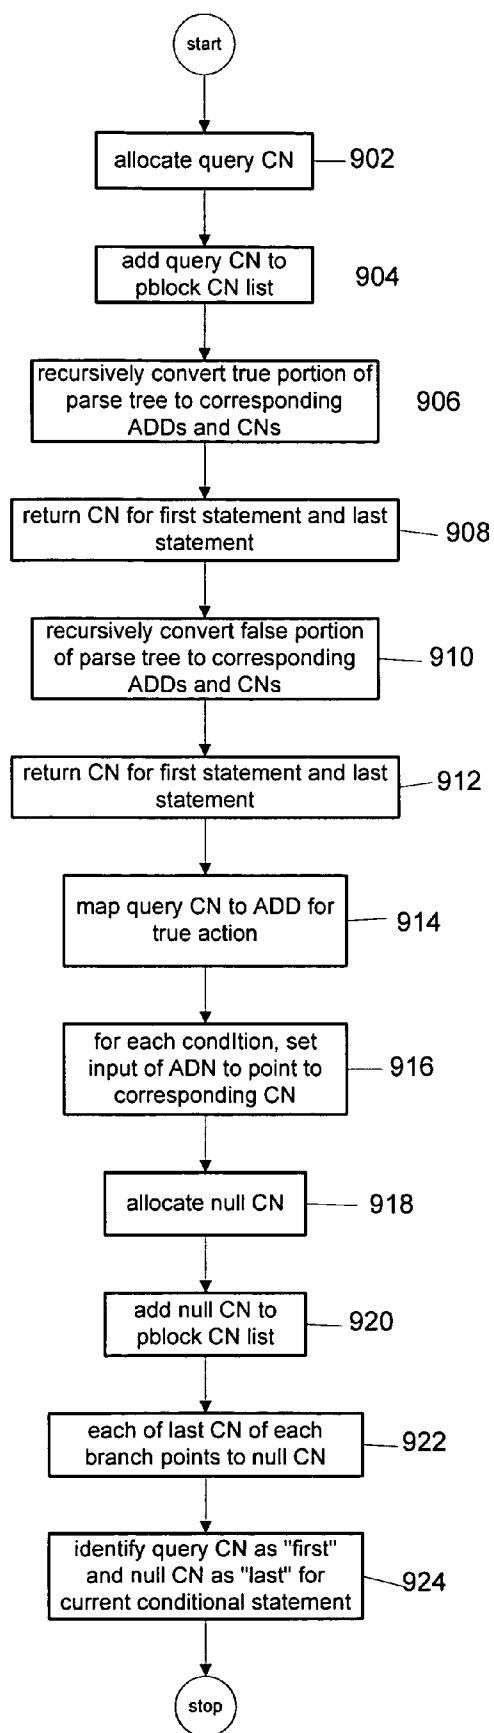 start
allocate query CN
902
add query CN to
pblock CN list
904
recursively convert true portion of
parse tree to corresponding
ADDs and CNs
906
return CN for first statement and last
statement
908
recursively convert false portion
of parse tree to corresponding
ADDs and CNs
910
return CN for first statement and last
statement
912
map query CN to ADD for
true action
914
for each condItion, set
input of ADN to point to
corresponding CN
916
allocate null CN
918
add null CN to
pblock CN list
920
each of last CN of each
branch points to null CN
922
identify query CN as "first"
and null CN as "last" for
current conditional statement
924
stop